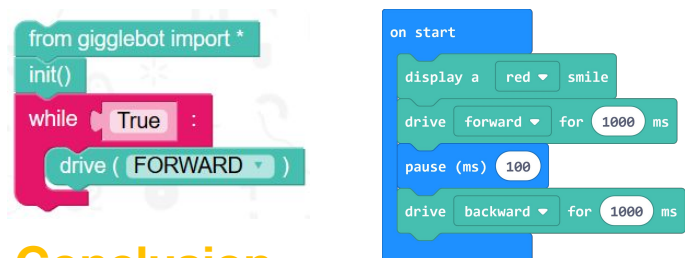 from gigglebot import *
init()
while True :
drive ( FORWARD )
Conclusion
on start
display a red smile
drive forward for 1000 ms
pause (ms) 100
drive backward for 1000 ms